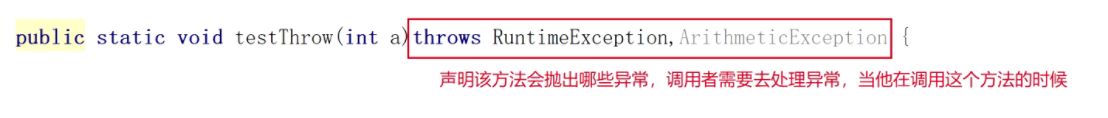 public static void testThrow(int a)throws RuntimeException,ArithmeticException {
声明该方法会抛出哪些异常，调用者需要去处理异常，当他在调用这个方法的时候